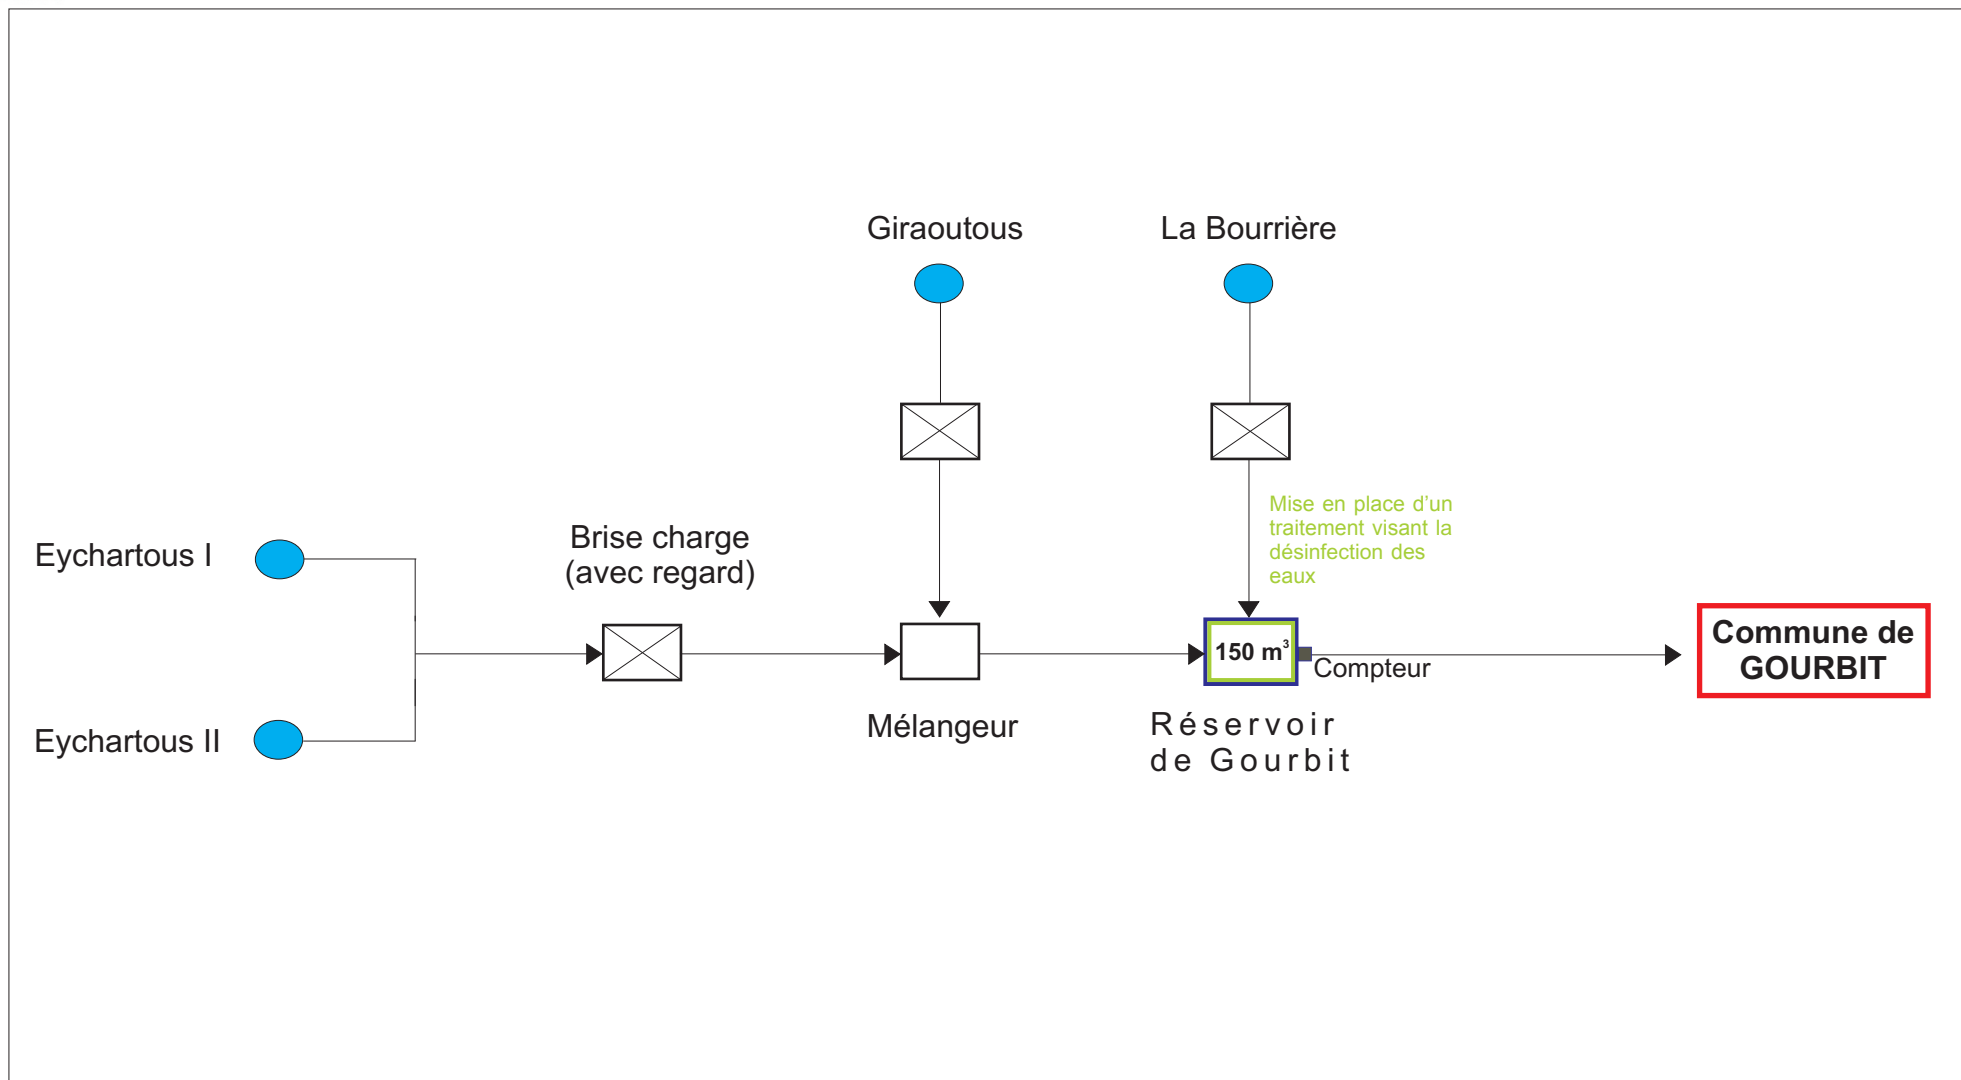 Giraoutous
La Bourrière
Mise en place d'un
traitement visant la
désinfection des
eaux
Brise charge
(avec regard)
Eychartous I
Commune de
GOURBIT
150 m³
Compteur
Mélangeur
Réservoir
de Gourbit
Eychartous II